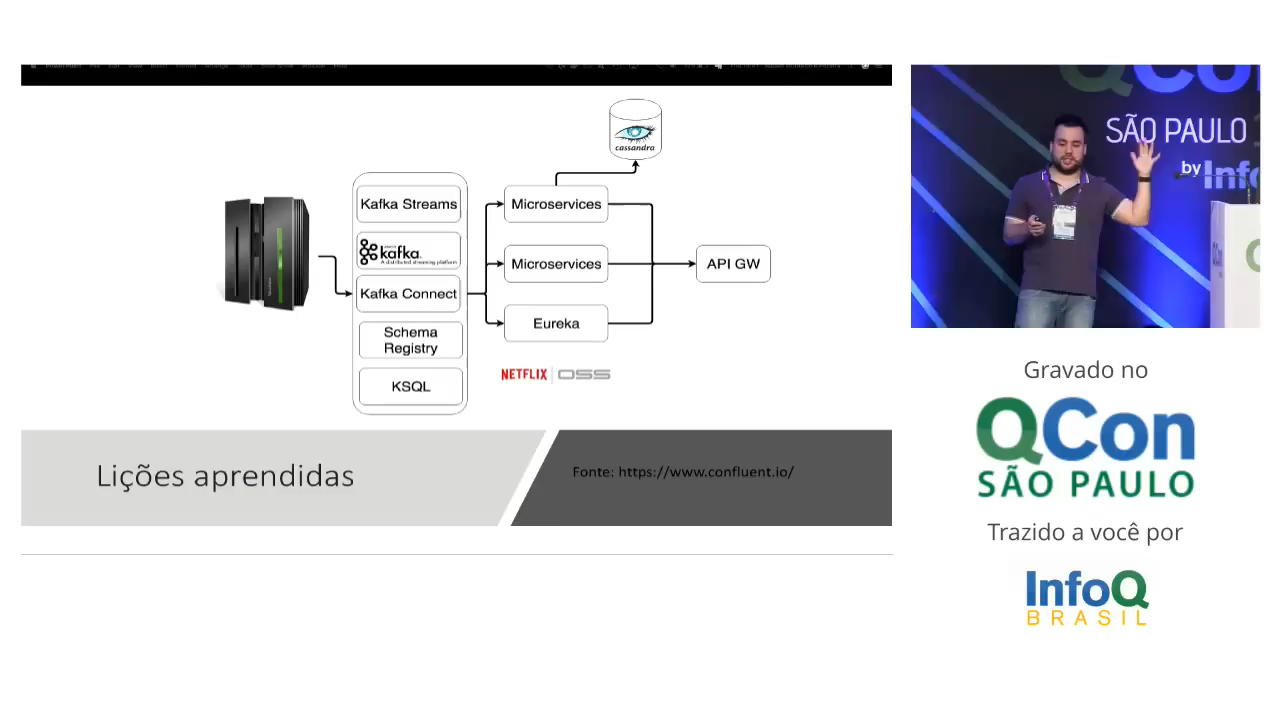 cassandra
Kafka Streams
kafka
A distributed streaming platform
Kafka Connect
Schema
Registry
KSQL
Microservices
Microservices
Eureka
API GW
NETFLIX | OSS
Lições aprendidas
Fonte: https://www.confluent.io/
QCon
SÃO PAULO
by Info
Gravado no
QCon
SÃO PAULO
Trazido a você por
InfoQ
BRASIL